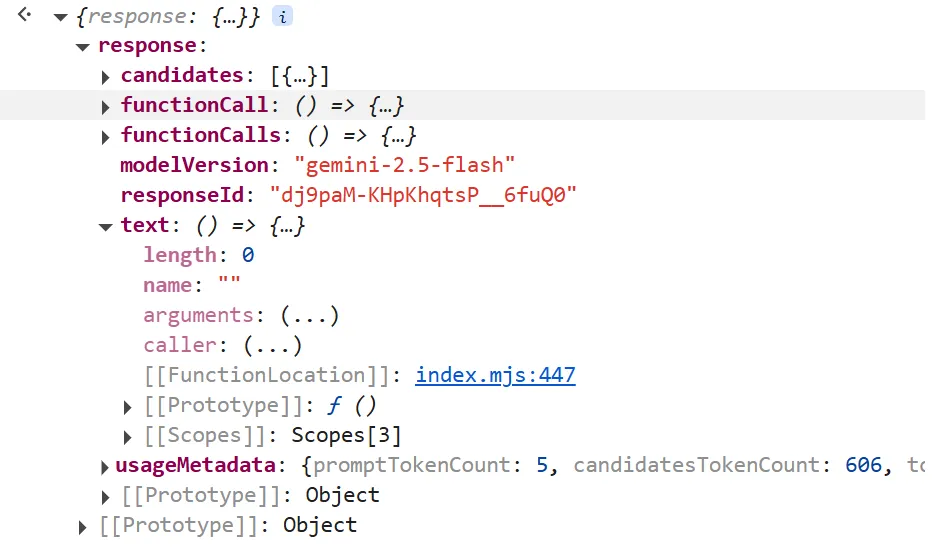 {response: {…}} i
response:
candidates: [{…}]
functionCall: () => {…}
functionCalls: () => {…}
modelVersion: "gemini-2.5-flash"
responseId: "dj9paM-KHpKhqtsP__6fuQ0"
text: () => {…}
length: 0
name: ""
arguments: (...)
caller: (...)
[[FunctionLocation]]: index.mjs:447
[[Prototype]]: ƒ ()
[[Scopes]]: Scopes[3]
usageMetadata: {promptTokenCount: 5, candidatesTokenCount: 606, to
[[Prototype]]: Object
[[Prototype]]: Object